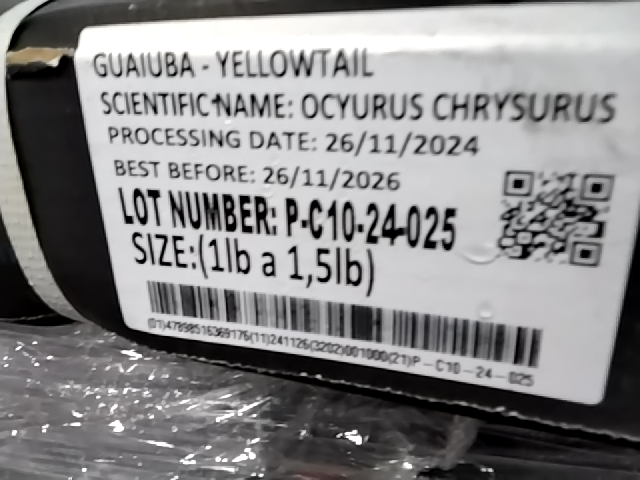 GUAIUBA - YELLOWTAIL
SCIENTIFIC NAME: OCYURUS CHRYSURUS
PROCESSING DATE: 26/11/2024
BEST BEFORE: 26/11/2026
LOT NUMBER: P-C10-24-025
SIZE:(1lb a 1,5lb)
(01)47898516369176(11)241126(3202)001000(21)P-C10-24-025